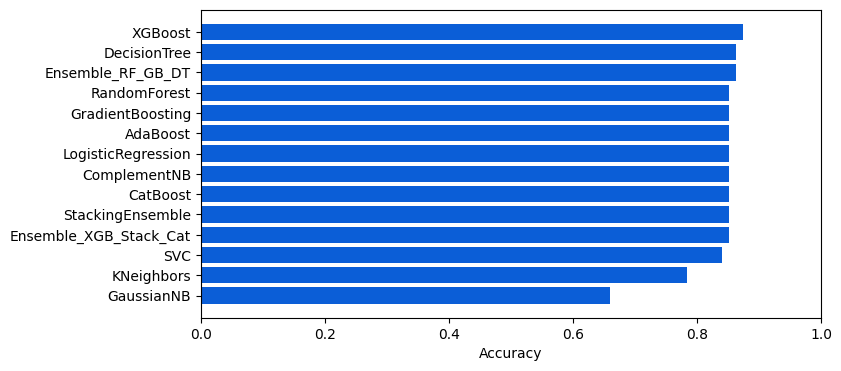 XGBoost
DecisionTree
Ensemble_RF_GB_DT
RandomForest
GradientBoosting
AdaBoost
LogisticRegression
ComplementNB
CatBoost
StackingEnsemble
Ensemble_XGB_Stack_Cat
SVC
KNeighbors
GaussianNB
0.0 0.2 0.4 0.6 0.8 1.0
Accuracy